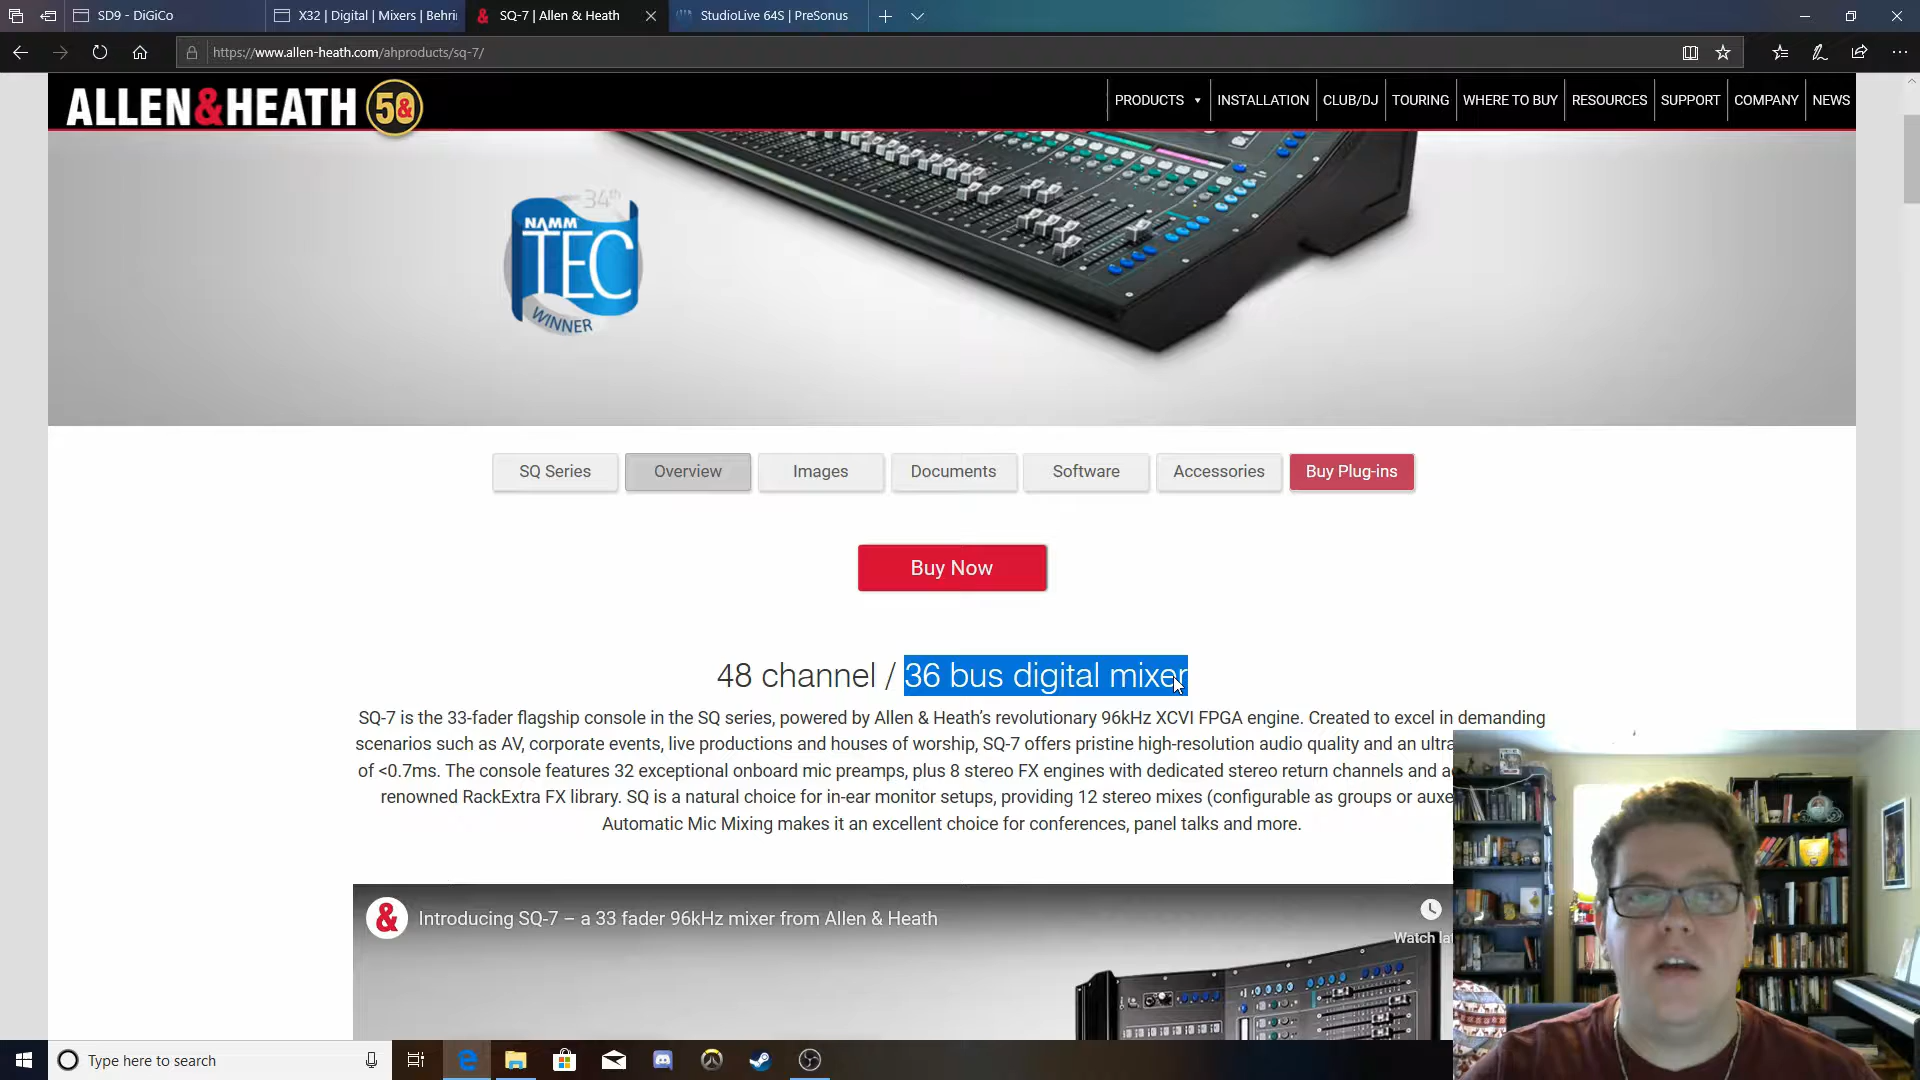 SD9 - DiGiCo
X32 | Digital | Mixers | Behri
SQ-7 | Allen & Heath
StudioLive 64S | PreSonus
https://www.allen-heath.com/ahproducts/sq-7/
ALLEN&HEATH 50&
PRODUCTS
INSTALLATION
CLUB/DJ
TOURING
WHERE TO BUY
RESOURCES
SUPPORT
COMPANY
NEWS
34th
NAMM
TEC
WINNER
SQ Series
Overview
Images
Documents
Software
Accessories
Buy Plug-ins
Buy Now
48 channel / 36 bus digital mixer
SQ-7 is the 33-fader flagship console in the SQ series, powered by Allen & Heath's revolutionary 96kHz XCVI FPGA engine. Created to excel in demanding
scenarios such as AV, corporate events, live productions and houses of worship, SQ-7 offers pristine high-resolution audio quality and an ultra
of <0.7ms. The console features 32 exceptional onboard mic preamps, plus 8 stereo FX engines with dedicated stereo return channels and a
renowned RackExtra FX library. SQ is a natural choice for in-ear monitor setups, providing 12 stereo mixes (configurable as groups or auxe
Automatic Mic Mixing makes it an excellent choice for conferences, panel talks and more.
& Introducing SQ-7 – a 33 fader 96kHz mixer from Allen & Heath
Watch lat
Type here to search